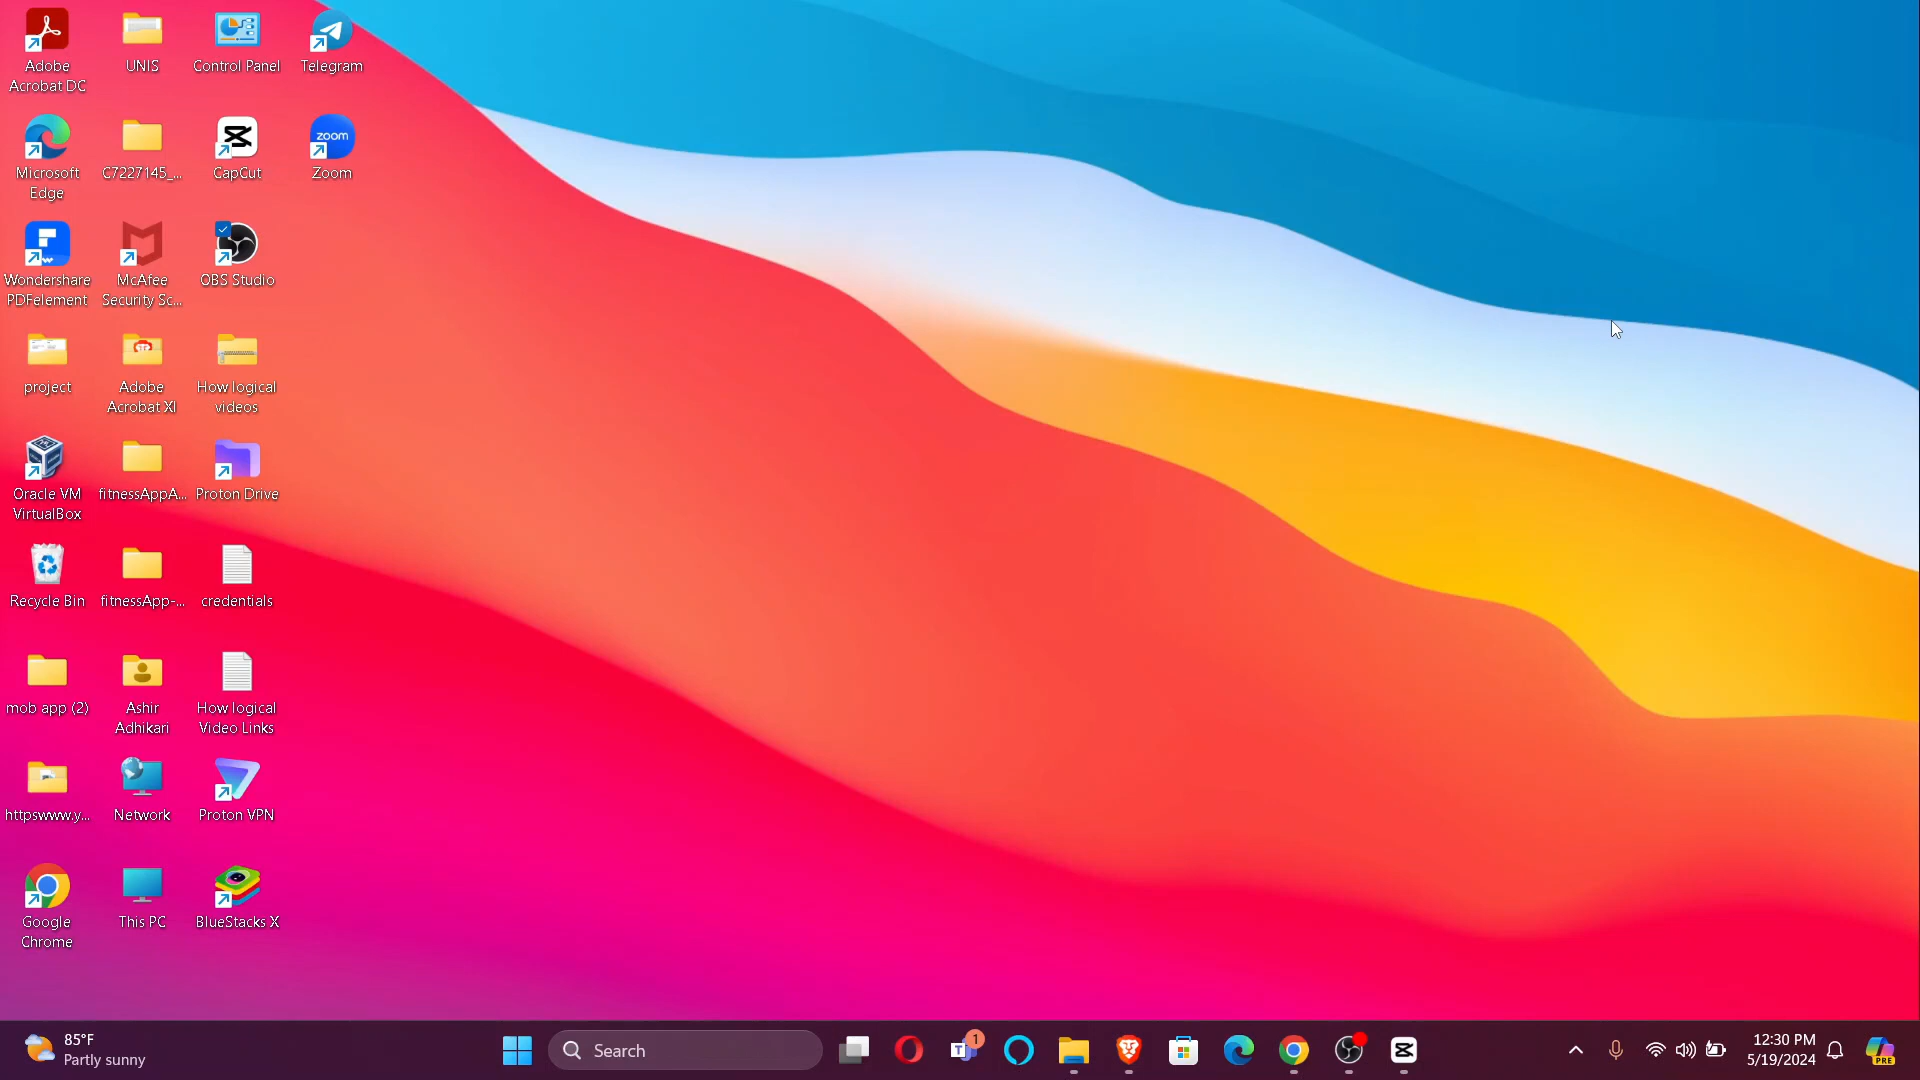 Adobe
Acrobat DC
UNIS
Control Panel
Telegram
Microsoft
Edge
C7227145_...
CapCut
zoom
Zoom
Wondershare
PDFelement
McAfee
Security Sc...
OBS Studio
project
Adobe
Acrobat XI
How logical
videos
Oracle VM
VirtualBox
fitnessAppA...
Proton Drive
Recycle Bin
fitnessApp-...
credentials
mob app (2)
Ashir
Adhikari
How logical
Video Links
httpswww.y...
Network
Proton VPN
Google
Chrome
This PC
BlueStacks X
85°F
Partly sunny
Search
1
12:30 PM
5/19/2024
PRE